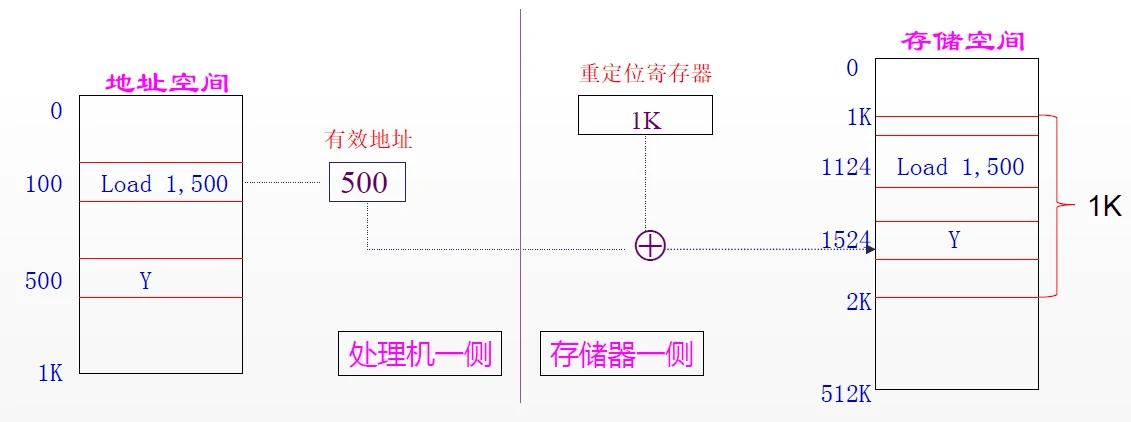 地址空间
0
100
Load 1,500
500
Y
1K
有效地址
500
处理机一侧
重定位寄存器
1K
存储器一侧
存储空间
0
1K
1124
Load 1,500
1524
Y
2K
512K
1K